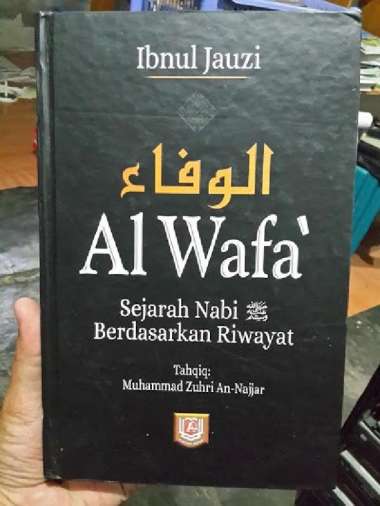 Ibnul Jauzi
الوفاء
Al Wafa`
Sejarah Nabi ﷺ
Berdasarkan Riwayat
Tahqiq:
Muhammad Zuhri An-Najjar